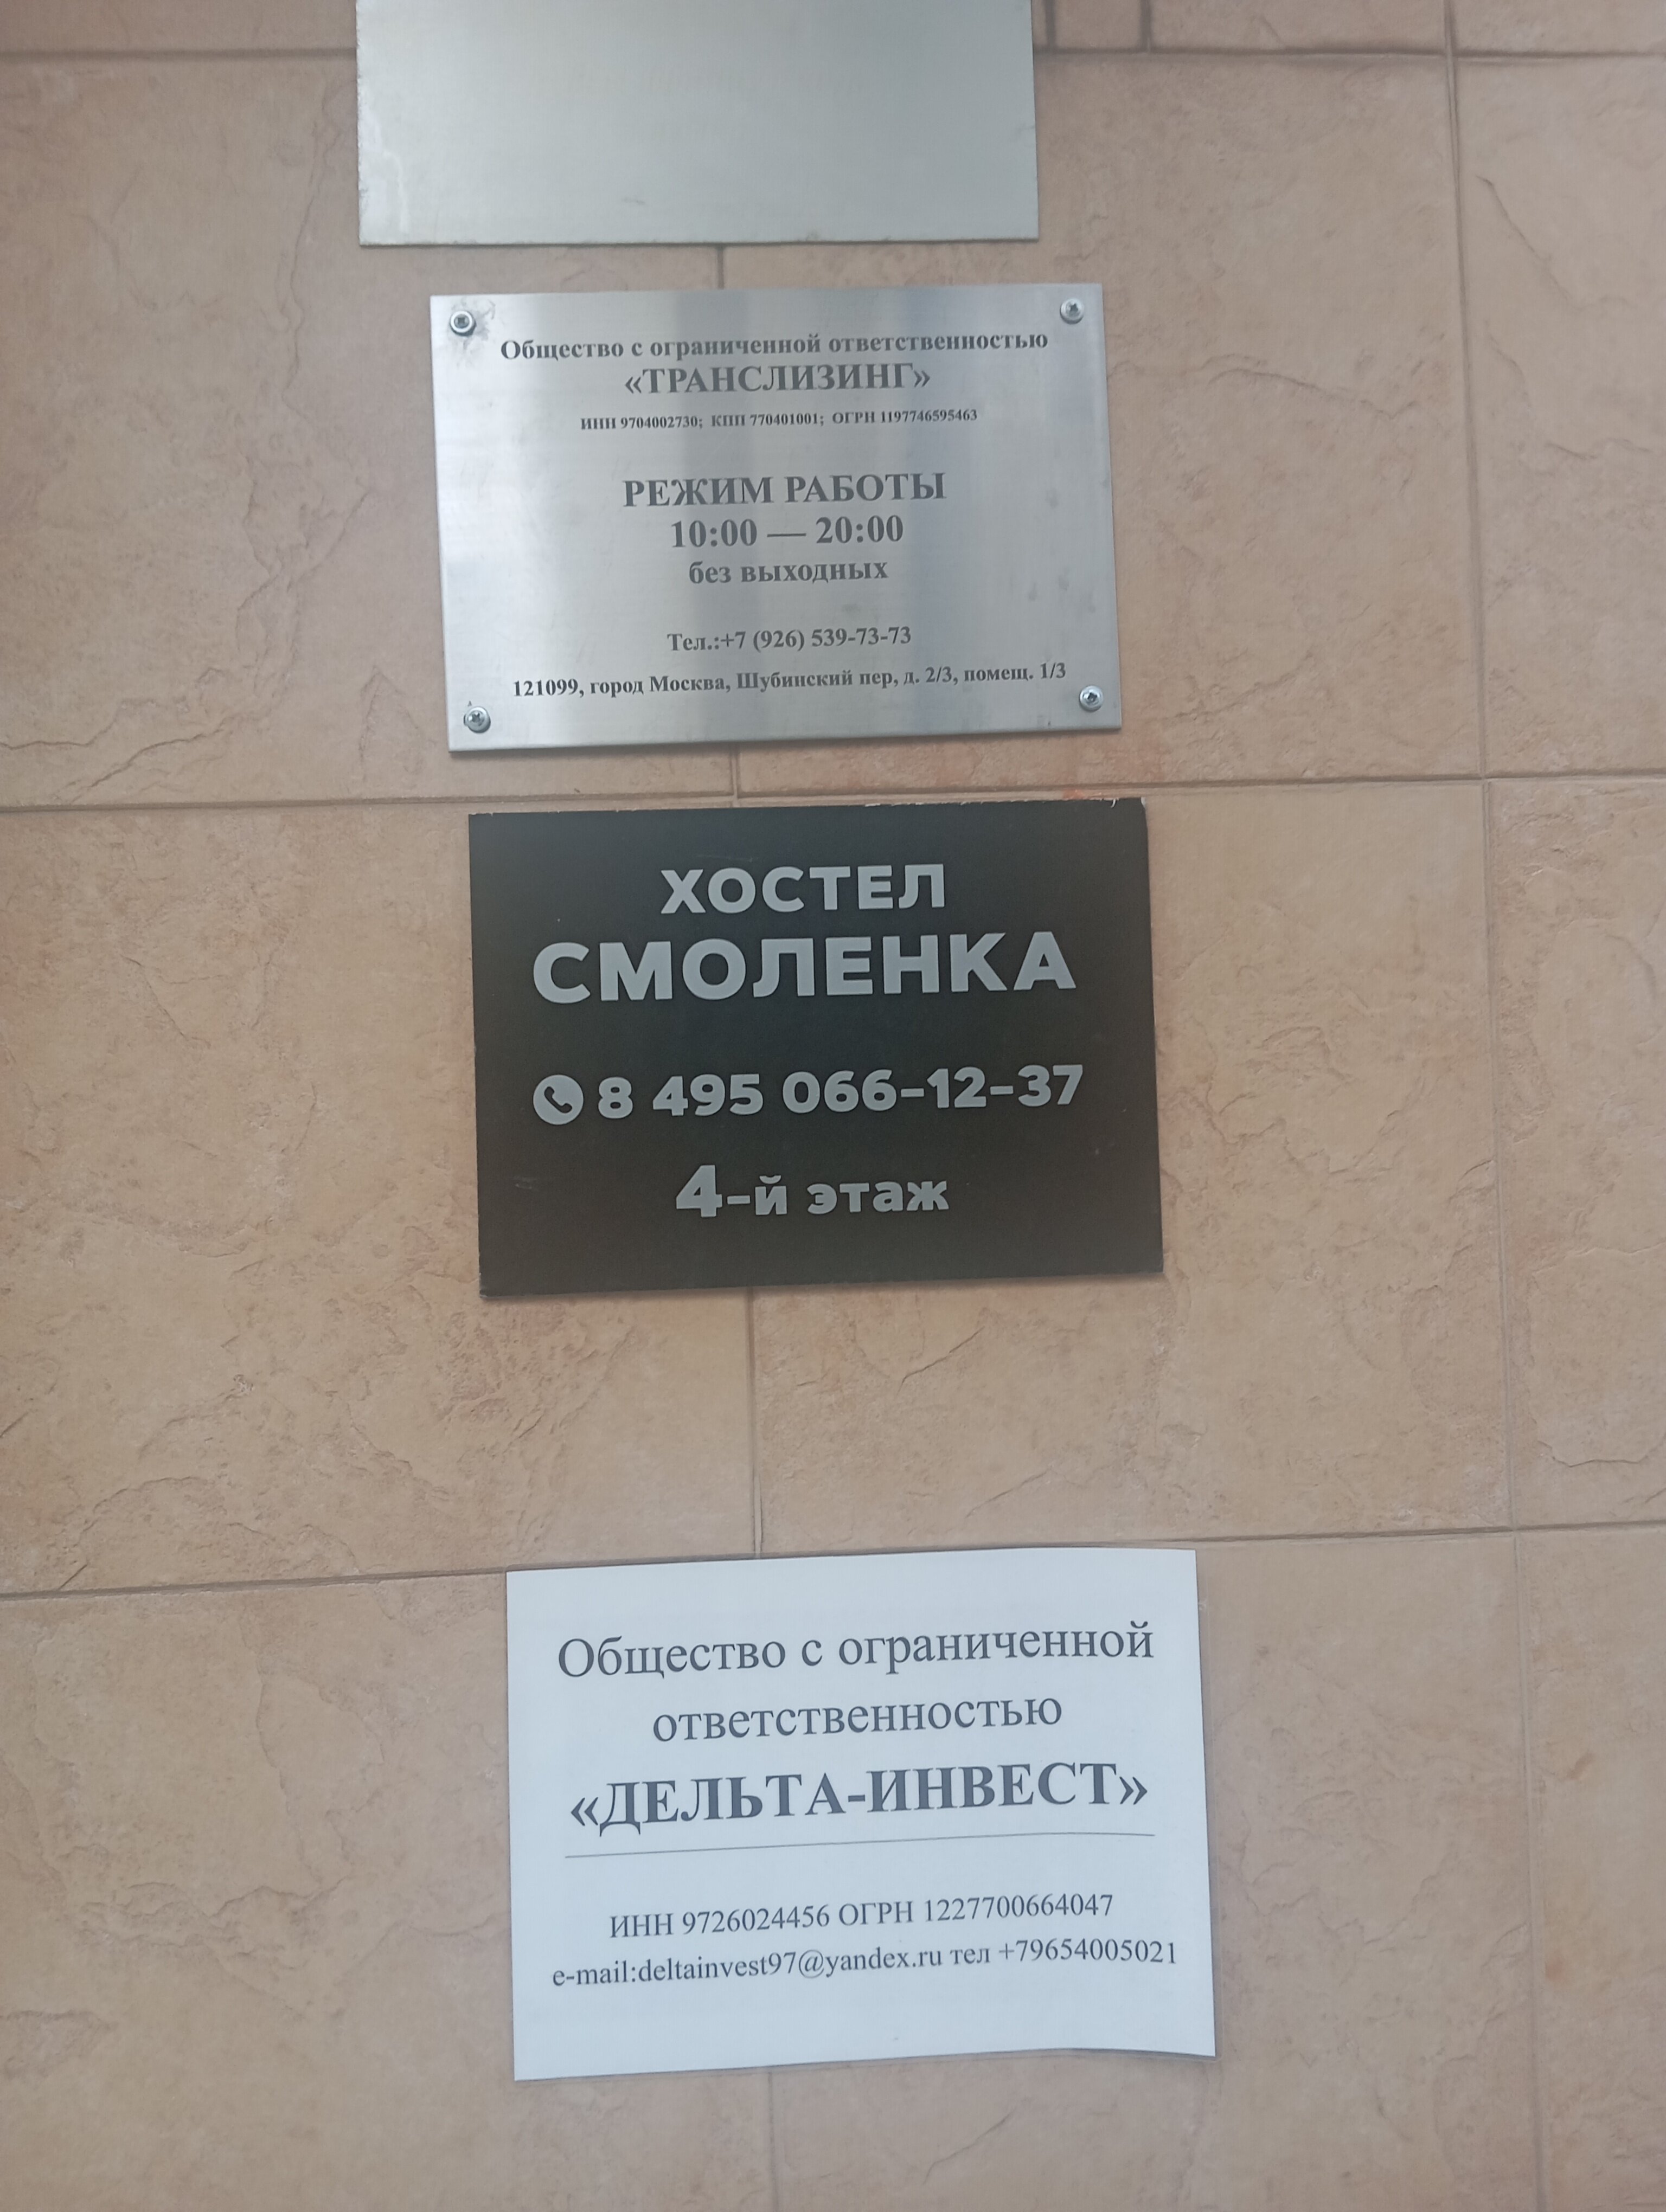 Общество с ограниченной ответственностью
«ТРАНСЛИЗИНГ»
ИНН 9704002730; КПП 770401001; ОГРН 1197746595463
РЕЖИМ РАБОТЫ
10:00 — 20:00
без выходных
Тел.:+7 (926) 539-73-73
121099, город Москва, Шубинский пер, д. 2/3, помещ. 1/3
ХОСТЕЛ
СМОЛЕНКА
8 495 066-12-37
4-й этаж
Общество с ограниченной
ответственностью
«ДЕЛЬТА-ИНВЕСТ»
ИНН 9726024456 ОГРН 1227700664047
e-mail:deltainvest97@yandex.ru тел +79654005021